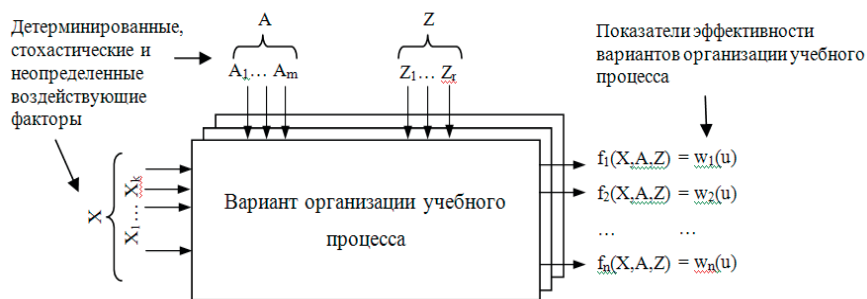 Детерминированные,
стохастические и
неопределенные
воздействующие
факторы
A
A1... Am
Z
Z1... Zr
Показатели эффективности
вариантов организации учебного
процесса
X
X1... Xk
Вариант организации учебного
процесса
f1(X,A,Z) = w1(u)
f2(X,A,Z) = w2(u)
... ...
fn(X,A,Z) = wn(u)